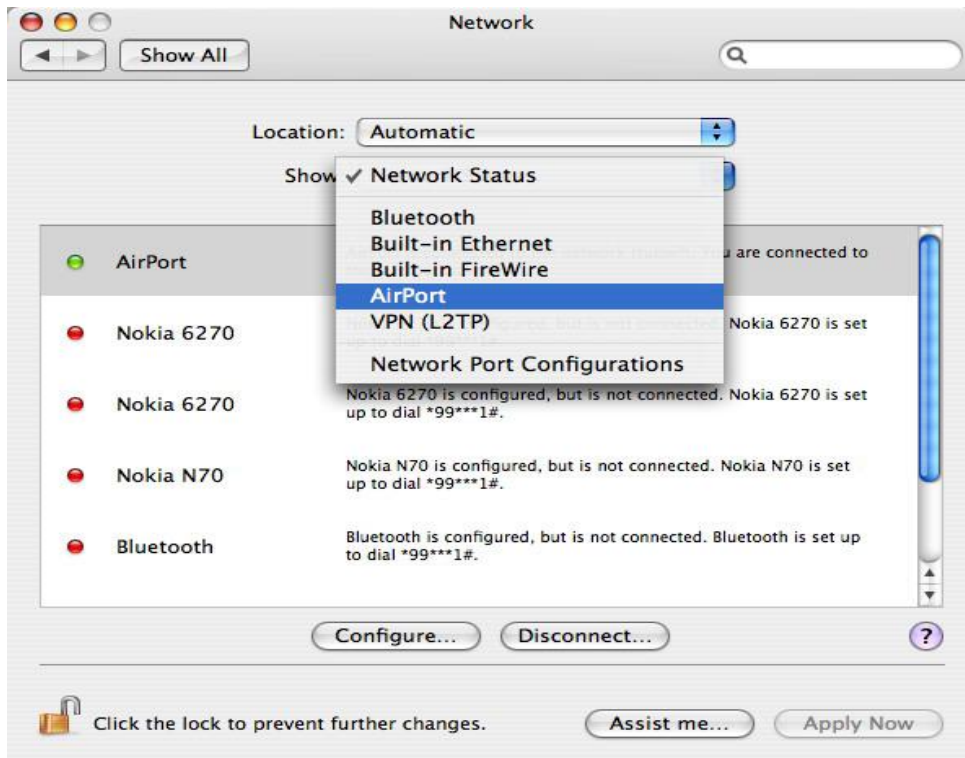 Network
Show All
Location: Automatic
Show
✓ Network Status
Bluetooth
Built-in Ethernet
Built-in FireWire
AirPort
VPN (L2TP)
Network Port Configurations
AirPort
u are connected to
Nokia 6270
Nokia 6270 is set
Nokia 6270
Nokia 6270 is configured, but is not connected. Nokia 6270 is set
up to dial *99***1#.
Nokia N70
Nokia N70 is configured, but is not connected. Nokia N70 is set
up to dial *99***1#.
Bluetooth
Bluetooth is configured, but is not connected. Bluetooth is set up
to dial *99***1#.
Configure... Disconnect... ?
Click the lock to prevent further changes. Assist me... Apply Now